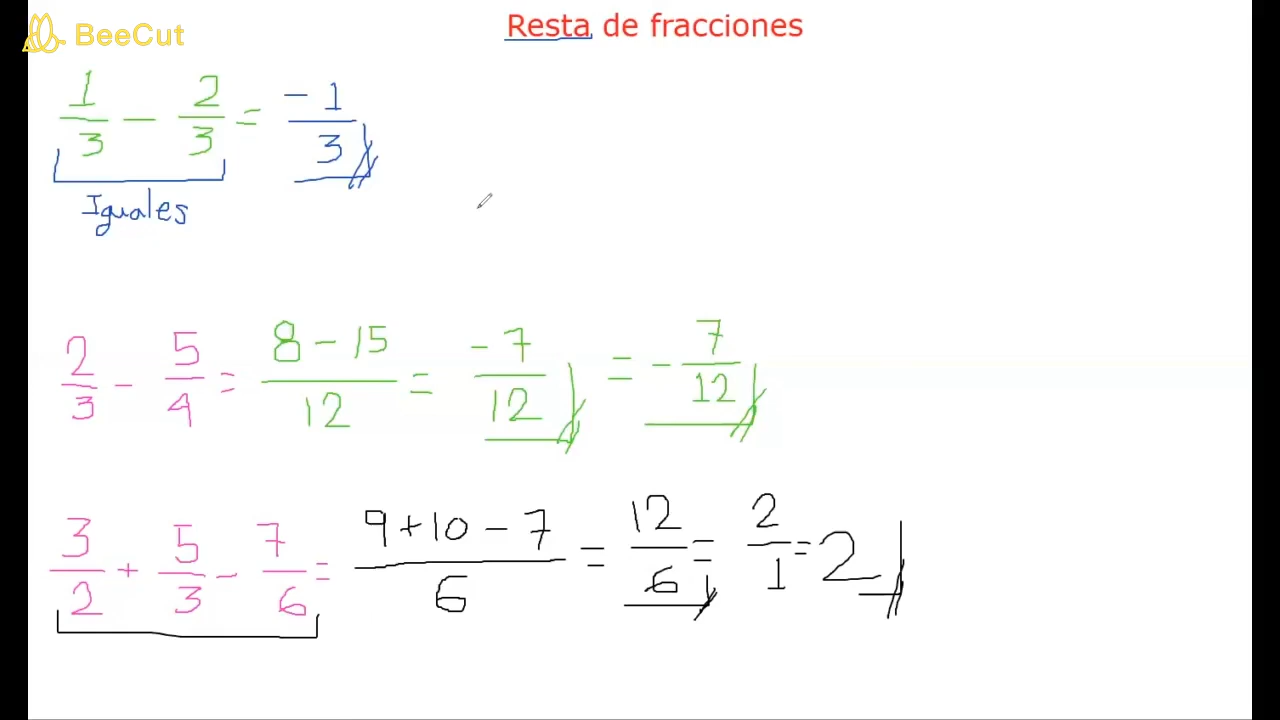 BeeCut
Resta de fracciones
1/3 - 2/3 = -1/3
Iguales
2/3 - 5/4 = 8-15/12 = -7/12 = -7/12
3/2 + 5/3 - 7/6 = 9+10-7/6 = 12/6 = 2/1 = 2